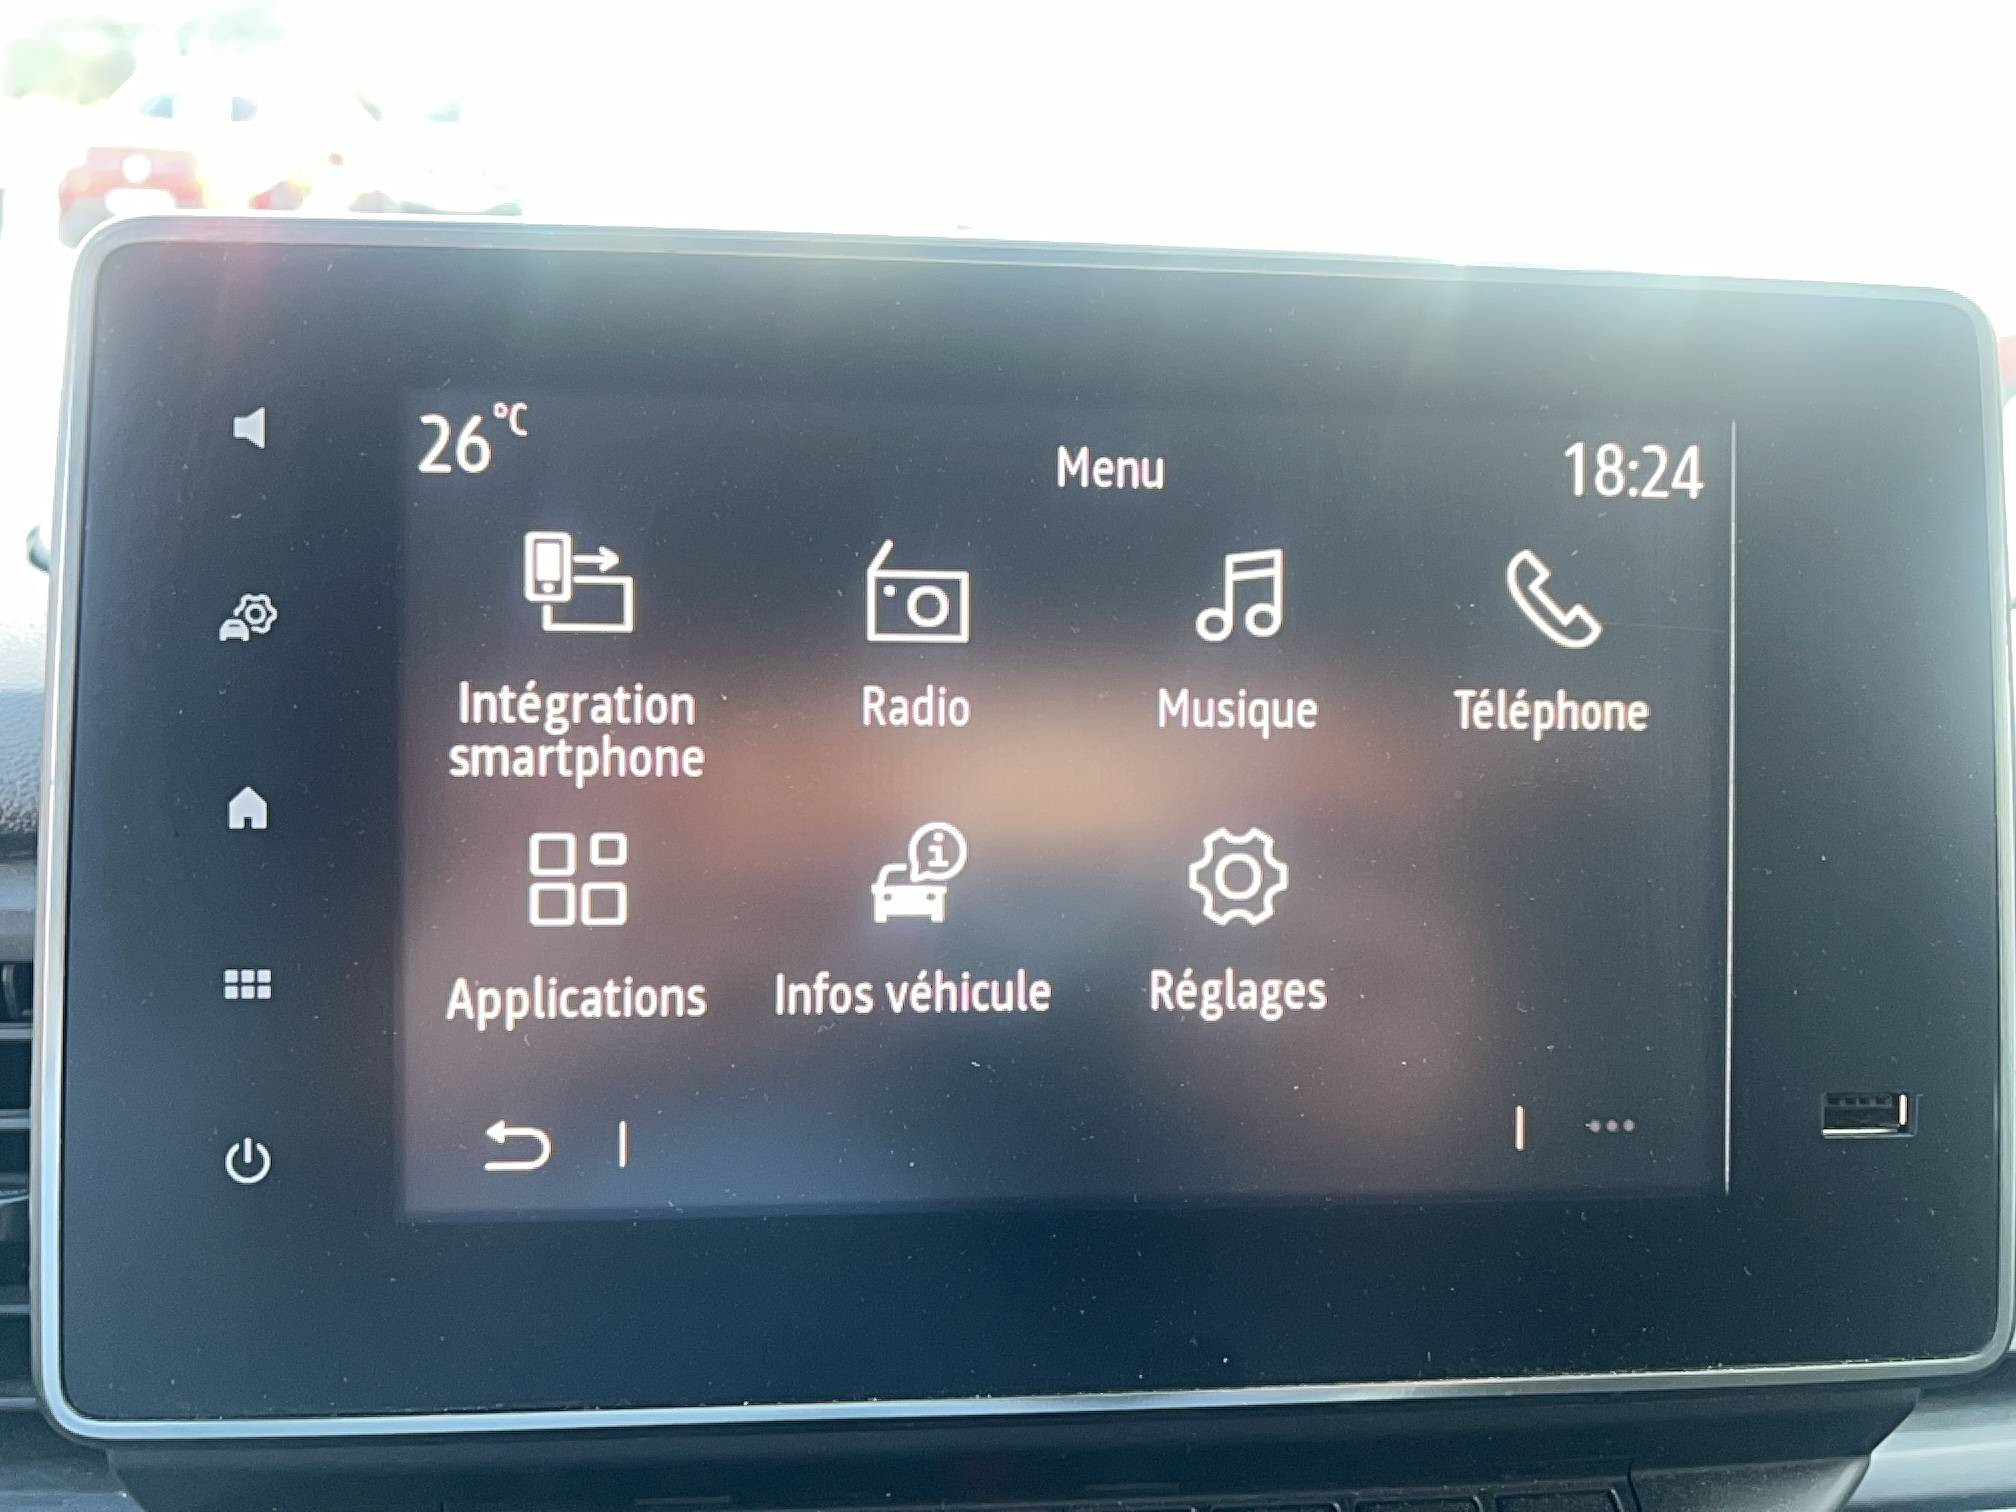 26 °C
Menu
18:24
Intégration
smartphone
Radio
Musique
Téléphone
Applications
Infos véhicule
Réglages